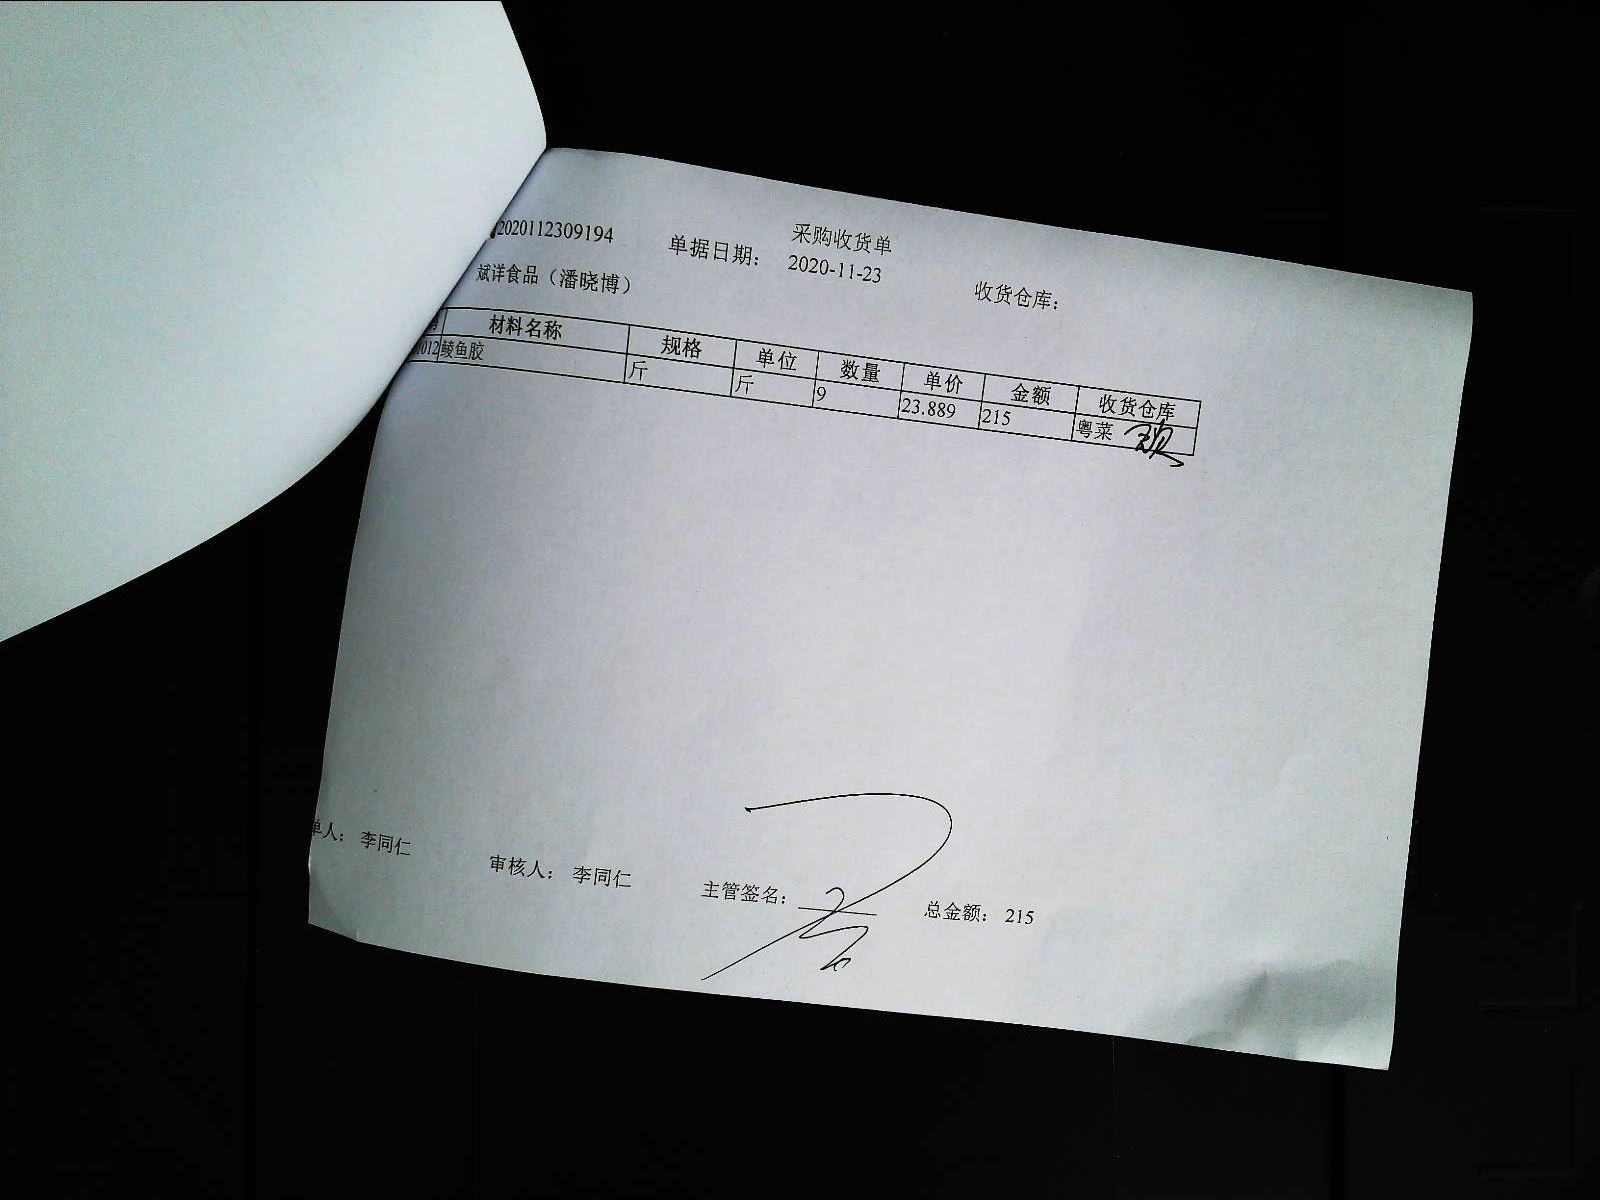 采购收货单
2020112309194 单据日期： 2020-11-23 收货仓库：
斌洋食品（潘晓博）
材料名称 规格 单位 数量 单价 金额 收货仓库
012 鲮鱼胶 斤 斤 9 23.889 215 粤菜
单人： 李同仁 审核人： 李同仁 主管签名： 总金额： 215